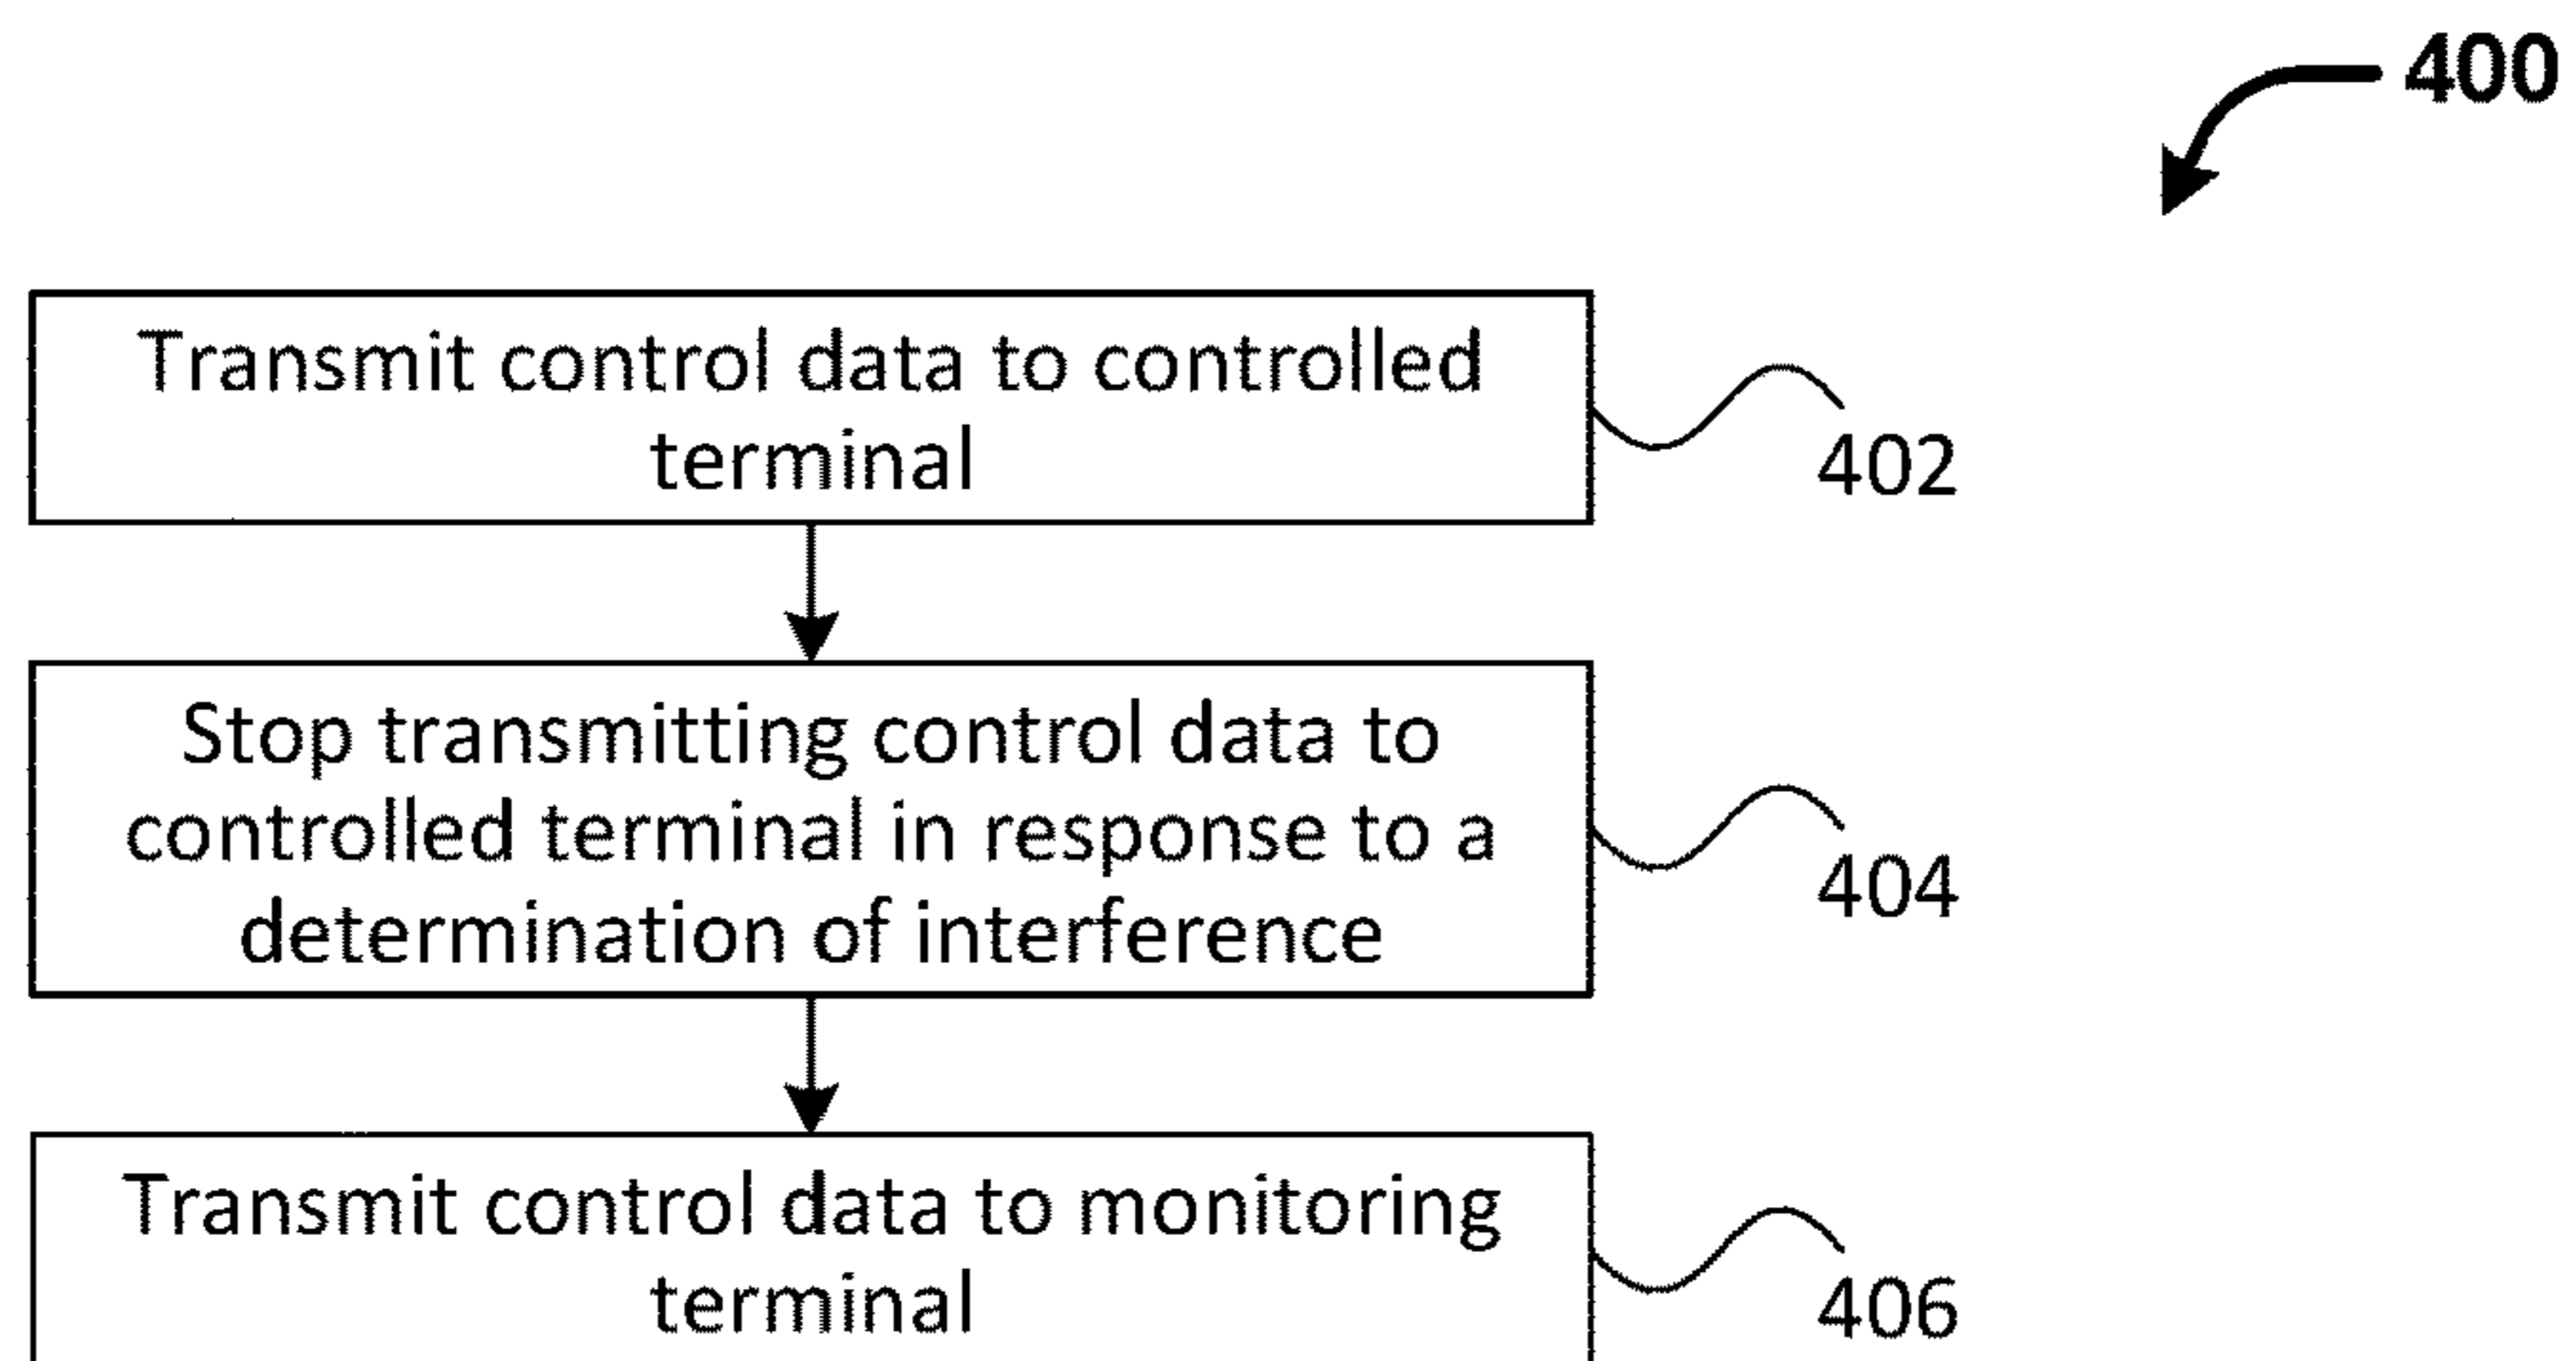 400
Transmit control data to controlled
terminal
402
Stop transmitting control data to
controlled terminal in response to a
determination of interference
404
Transmit control data to monitoring
terminal
406